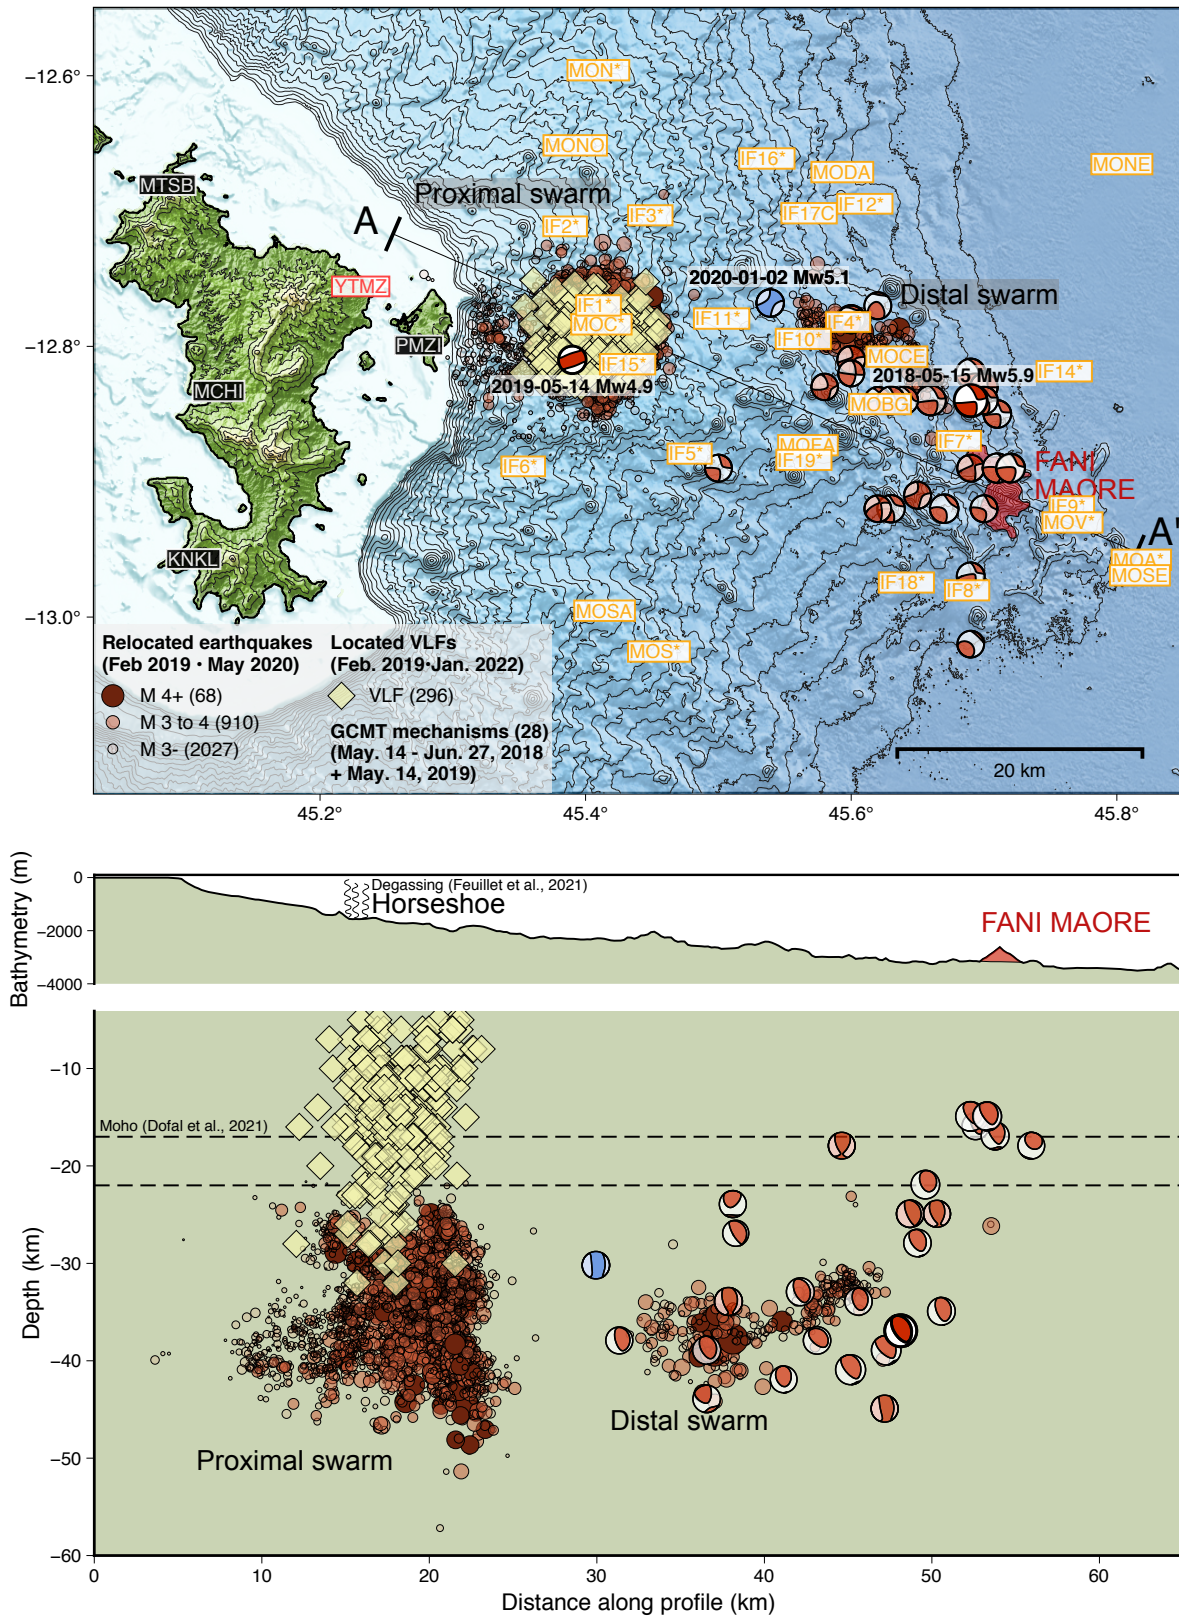 −12.6°
−12.8°
−13.0°
MON*
MONO
IF16*
MODA
MONE
MTSB
Proximal swarm
IF3*
IF17C
IF12*
A
IF2*
YTMZ
2020-01-02 Mw5.1
Distal swarm
IF1*
MOC*
IF11*
IF4*
IF10*
PMZI
MOCE
IF15*
2019-05-14 Mw4.9
2018-05-15 Mw5.9
IF14*
MCHI
MOBG
IF7*
IF5*
IF19*
IF6*
FANI
MAORE
IF9*
MOV*
A'
KNKL
MOA*
MOSE
IF18*
IF8*
MOSA
MOS*
Relocated earthquakes
(Feb 2019 • May 2020)
M 4+ (68)
M 3 to 4 (910)
M 3- (2027)
Located VLFs
(Feb. 2019•Jan. 2022)
VLF (296)
GCMT mechanisms (28)
(May. 14 - Jun. 27, 2018
+ May. 14, 2019)
20 km
45.2°
45.4°
45.6°
45.8°
Bathymetry (m)
0
−2000
−4000
Degassing (Feuillet et al., 2021)
Horseshoe
FANI MAORE
Depth (km)
−10
−20
−30
−40
−50
−60
Moho (Dofal et al., 2021)
Proximal swarm
Distal swarm
0
10
20
30
40
50
60
Distance along profile (km)